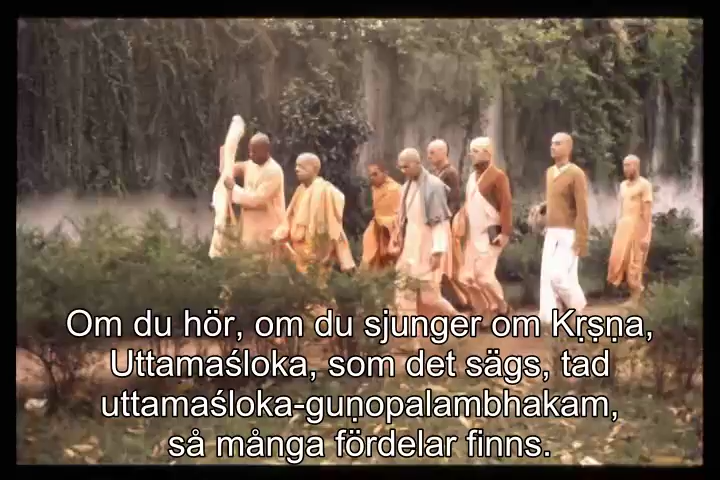 Om du hör, om du sjunger om Kṛṣṇa,
Uttamaśloka, som det sägs, tad
uttamaśloka-guṇopalambhakam,
så många fördelar finns.